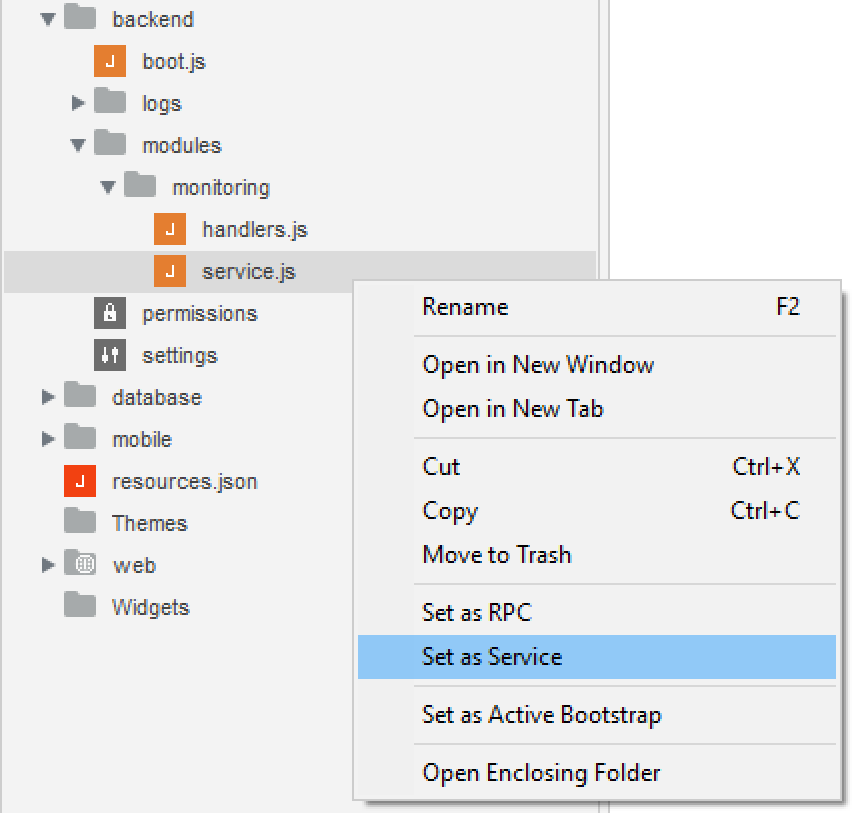 backend
boot.js
logs
modules
monitoring
handlers.js
service.js
permissions
settings
database
mobile
resources.json
Themes
web
Widgets
Rename F2
Open in New Window
Open in New Tab
Cut Ctrl+X
Copy Ctrl+C
Move to Trash
Set as RPC
Set as Service
Set as Active Bootstrap
Open Enclosing Folder